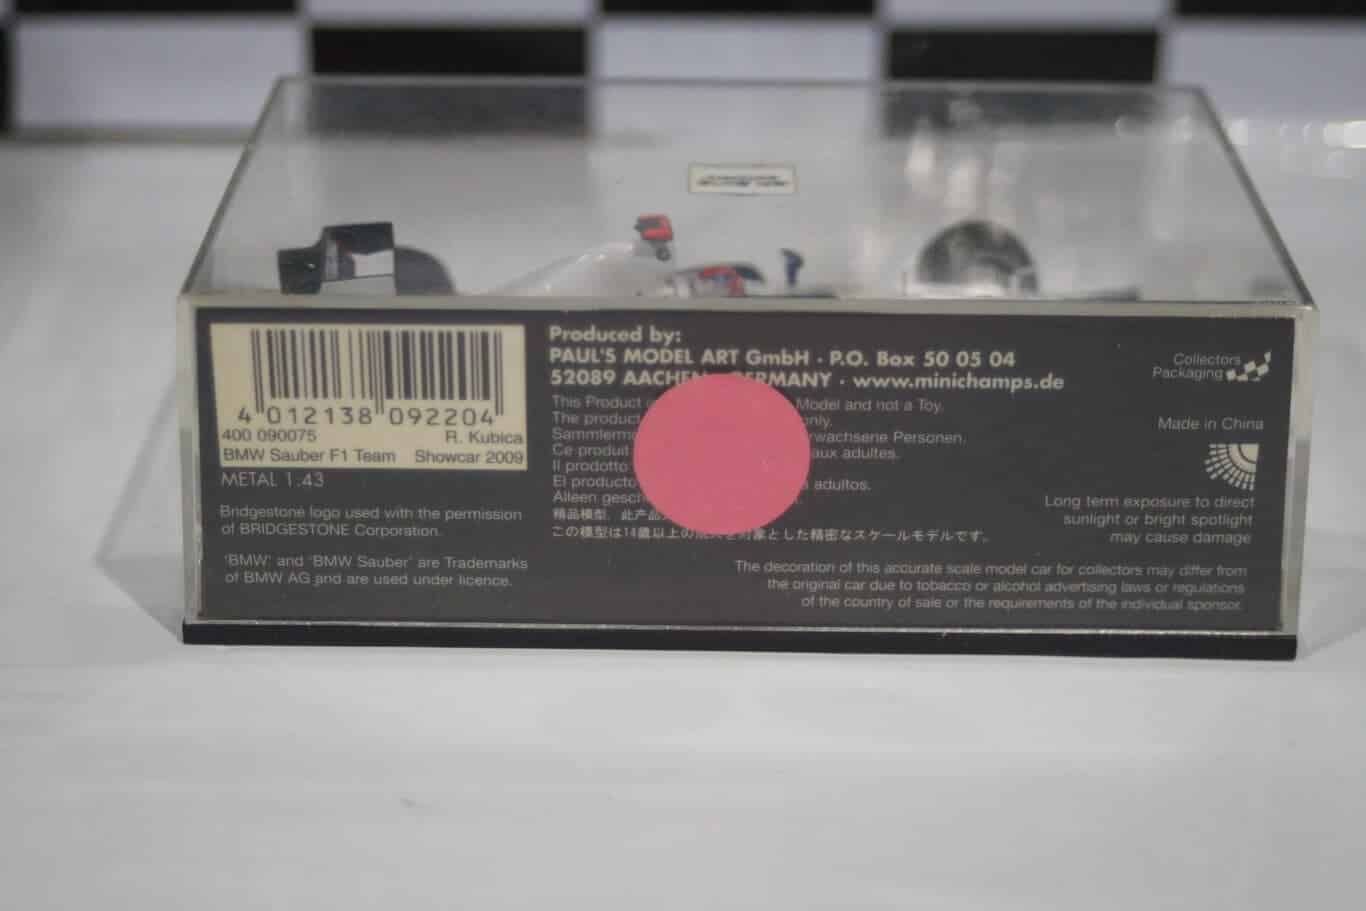 4 012138 092204
400 090075 R. Kubica
BMW Sauber F1 Team Showcar 2009
METAL 1:43
Bridgestone logo used with the permission
of BRIDGESTONE Corporation.
'BMW' and 'BMW Sauber' are Trademarks
of BMW AG and are used under licence.
Produced by:
PAUL'S MODEL ART GmbH · P.O. Box 50 05 04
52089 AACHEN GERMANY · www.minichamps.de
This Product Model and not a Toy.
The product only.
Personen.
Ce produit aux adultes.
Il prodotto
El producto adultos.
Alleen
精品模型, 此产品
この模型は14歳以上の 対象とした精密なスケールモデルです。
Collectors
Packaging
Made in China
Long term exposure to direct
sunlight or bright spotlight
may cause damage
The decoration of this accurate scale model car for collectors may differ from
the original car due to tobacco or alcohol advertising laws or regulations
of the country of sale or the requirements of the individual sponsor.